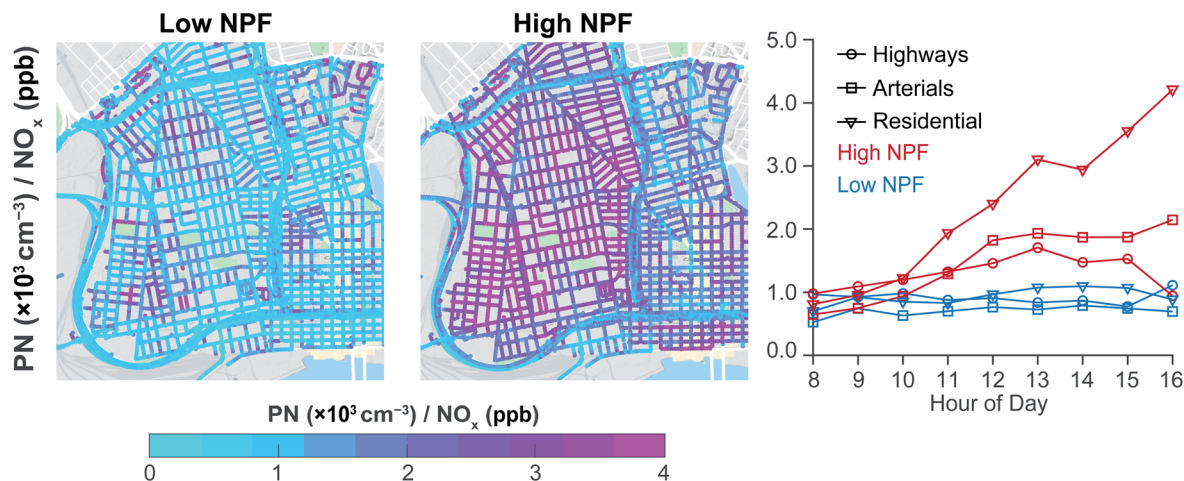 Low NPF
High NPF
PN (×10³ cm⁻³) / NOₓ (ppb)
PN (×10³ cm⁻³) / NOₓ (ppb)
0 1 2 3 4
5.0
4.0
3.0
2.0
1.0
0.0
Highways
Arterials
Residential
High NPF
Low NPF
8 9 10 11 12 13 14 15 16
Hour of Day